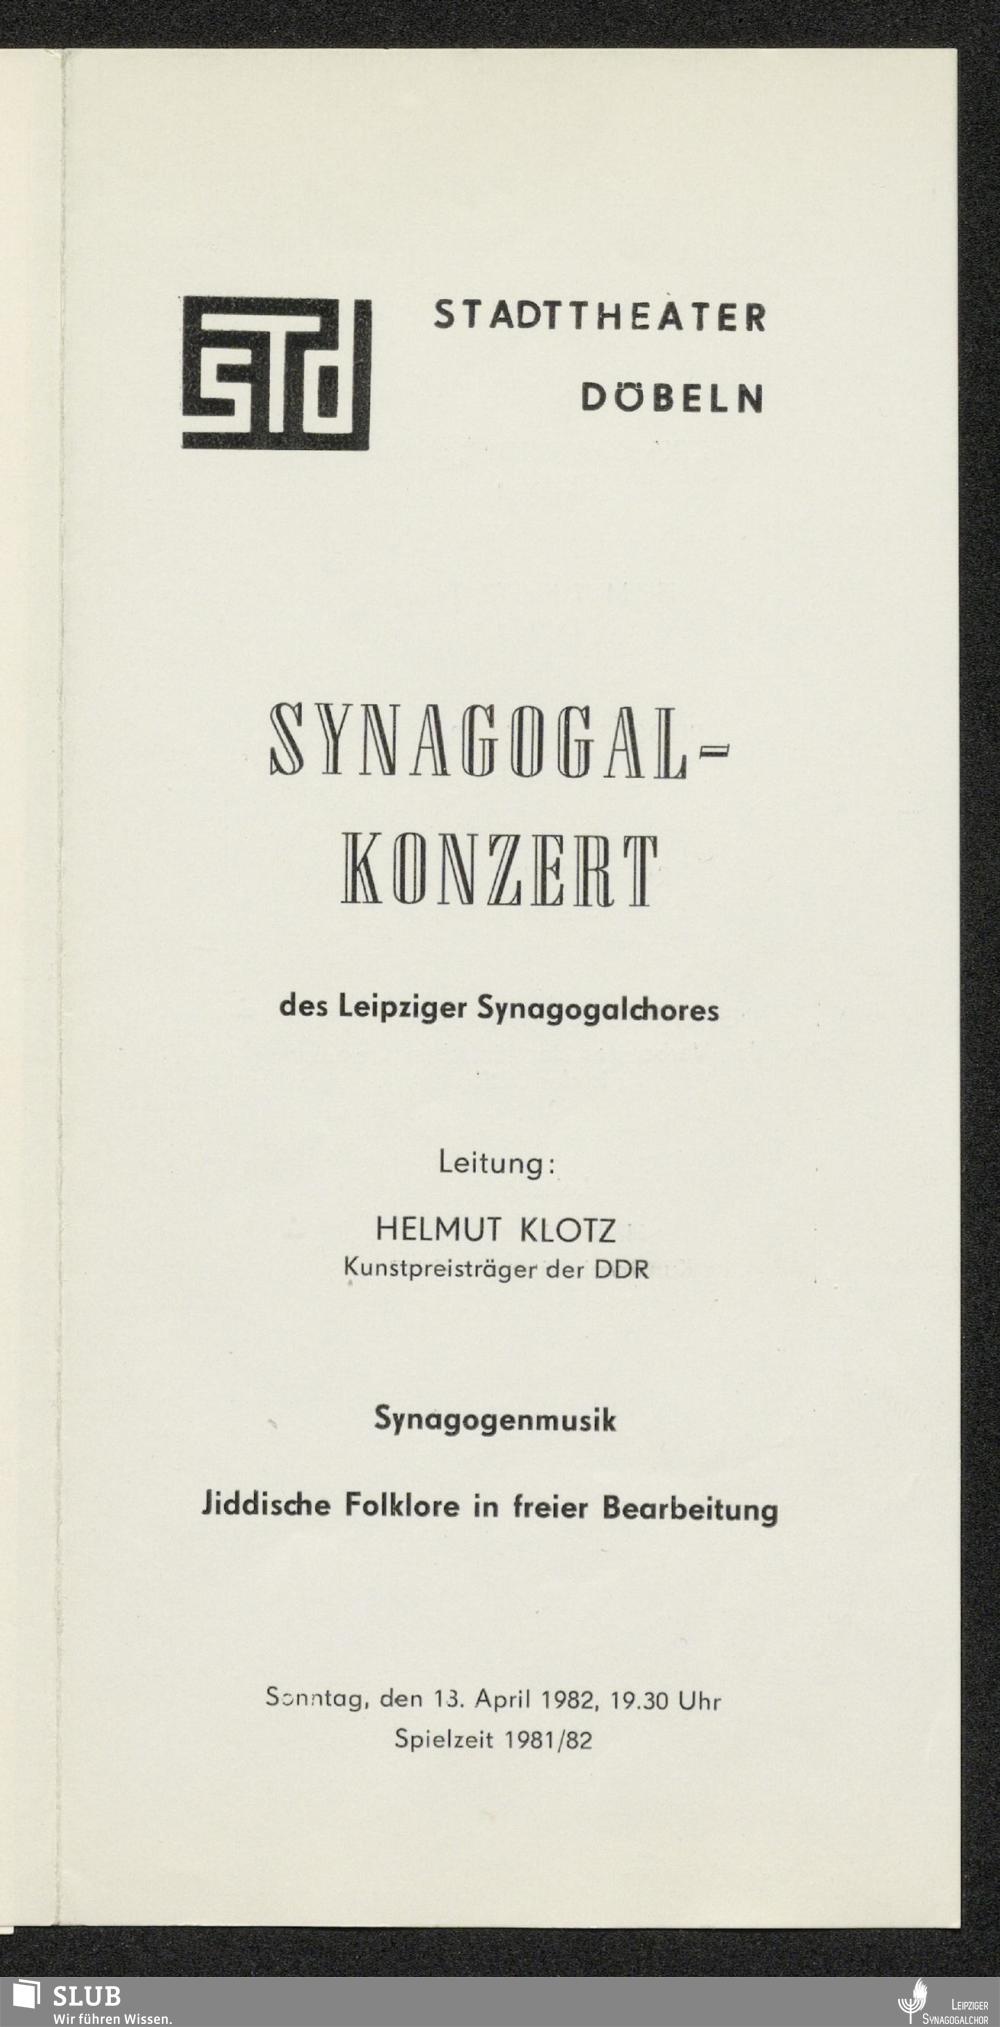 STd
STADTTHEATER
DÖBELN
SYNAGOGAL-
KONZERT
des Leipziger Synagogalchores
Leitung:
HELMUT KLOTZ
Kunstpreisträger der DDR
Synagogenmusik
Jiddische Folklore in freier Bearbeitung
Sonntag, den 13. April 1982, 19.30 Uhr
Spielzeit 1981/82
SLUB
Wir führen Wissen.
LEIPZIGER
SYNAGOGALCHOR